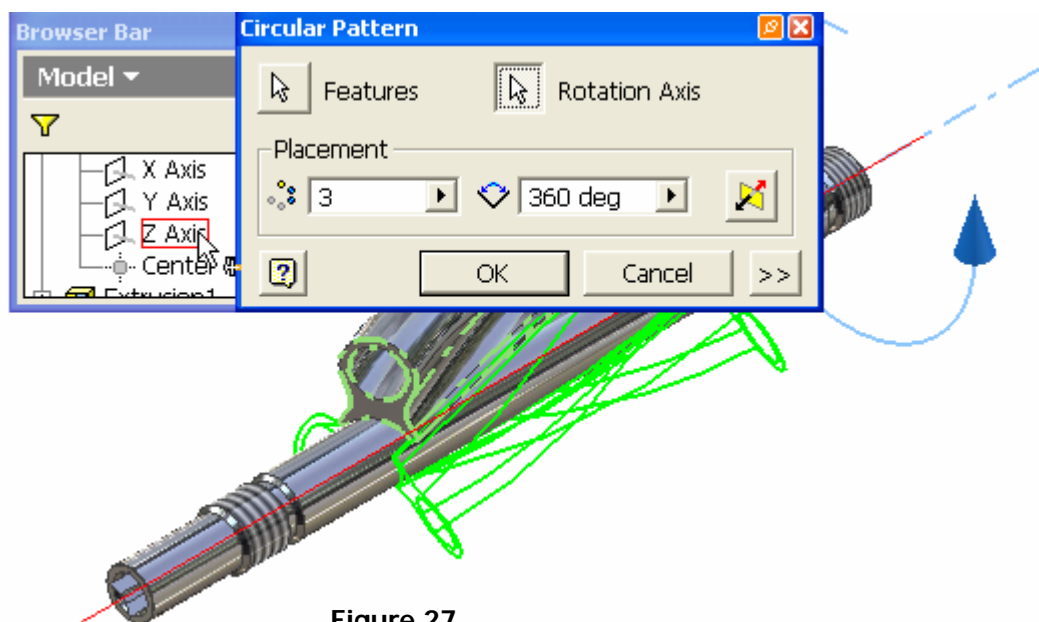 Browser Bar
Model
X Axis
Y Axis
Z Axis
Center
Extrusion1
Circular Pattern
Features
Rotation Axis
Placement
3
360 deg
?
OK
Cancel
>>
Figure 27